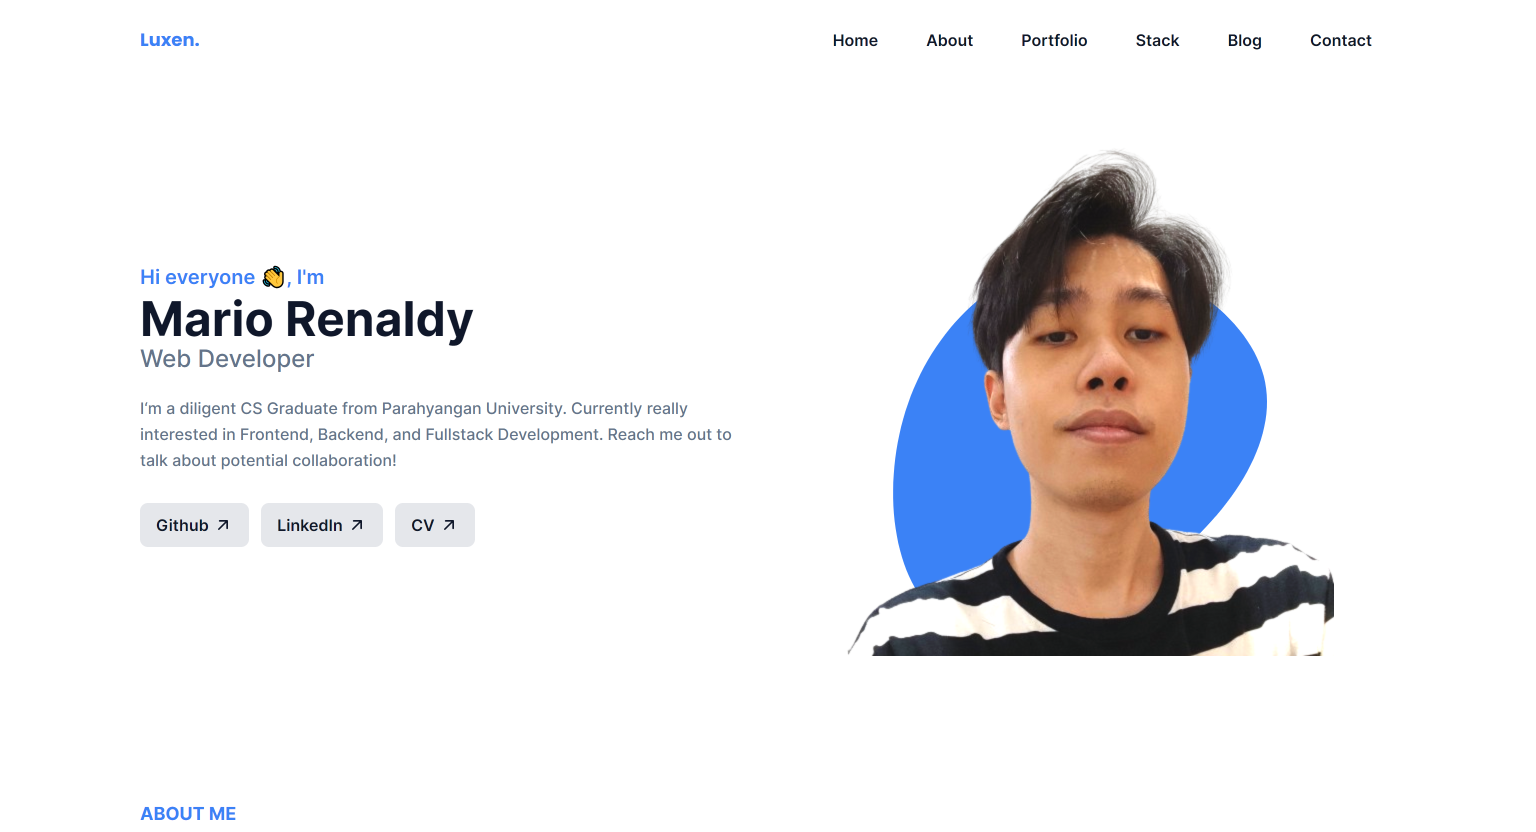 Luxen.
Home About Portfolio Stack Blog Contact
Hi everyone 👋, I'm
Mario Renaldy
Web Developer
I'm a diligent CS Graduate from Parahyangan University. Currently really
interested in Frontend, Backend, and Fullstack Development. Reach me out to
talk about potential collaboration!
Github LinkedIn CV
ABOUT ME